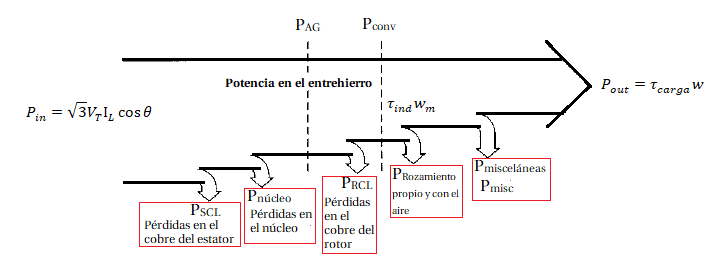 P_AG
P_conv
Potencia en el entrehierro
P_in = √3V_T I_L cos θ
P_out = τ_carga w
τ_ind w_m
P_SCL
Pérdidas en el
cobre del estator
P_núcleo
Pérdidas en
el núcleo
P_RCL
Pérdidas
en el
cobre del
rotor
P_Rozamiento
propio y con el
aire
P_misceláneas
P_misc